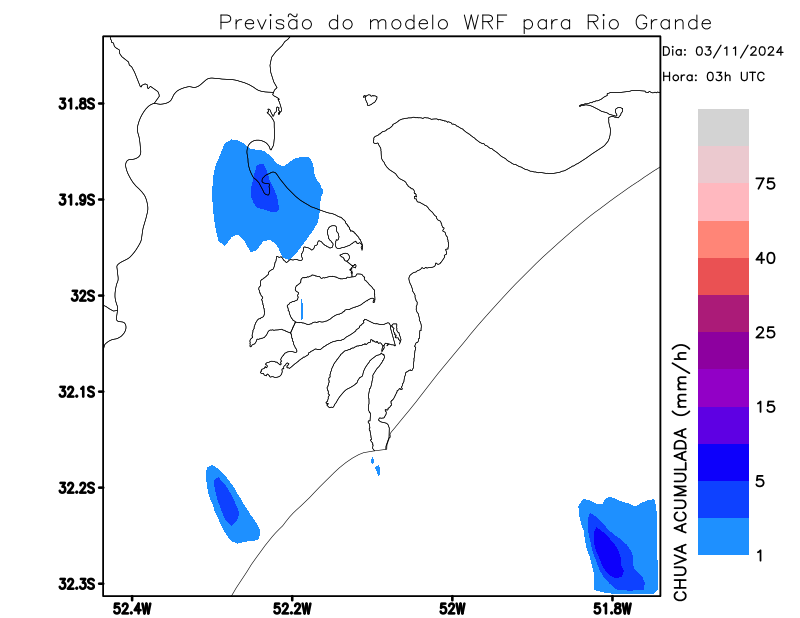 Previsão do modelo WRF para Rio Grande
Dia: 03/11/2024
Hora: 03h UTC
31.8S
31.9S
32S
32.1S
32.2S
32.3S
52.4W
52.2W
52W
51.8W
75
40
25
15
5
1
CHUVA ACUMULADA (mm/h)